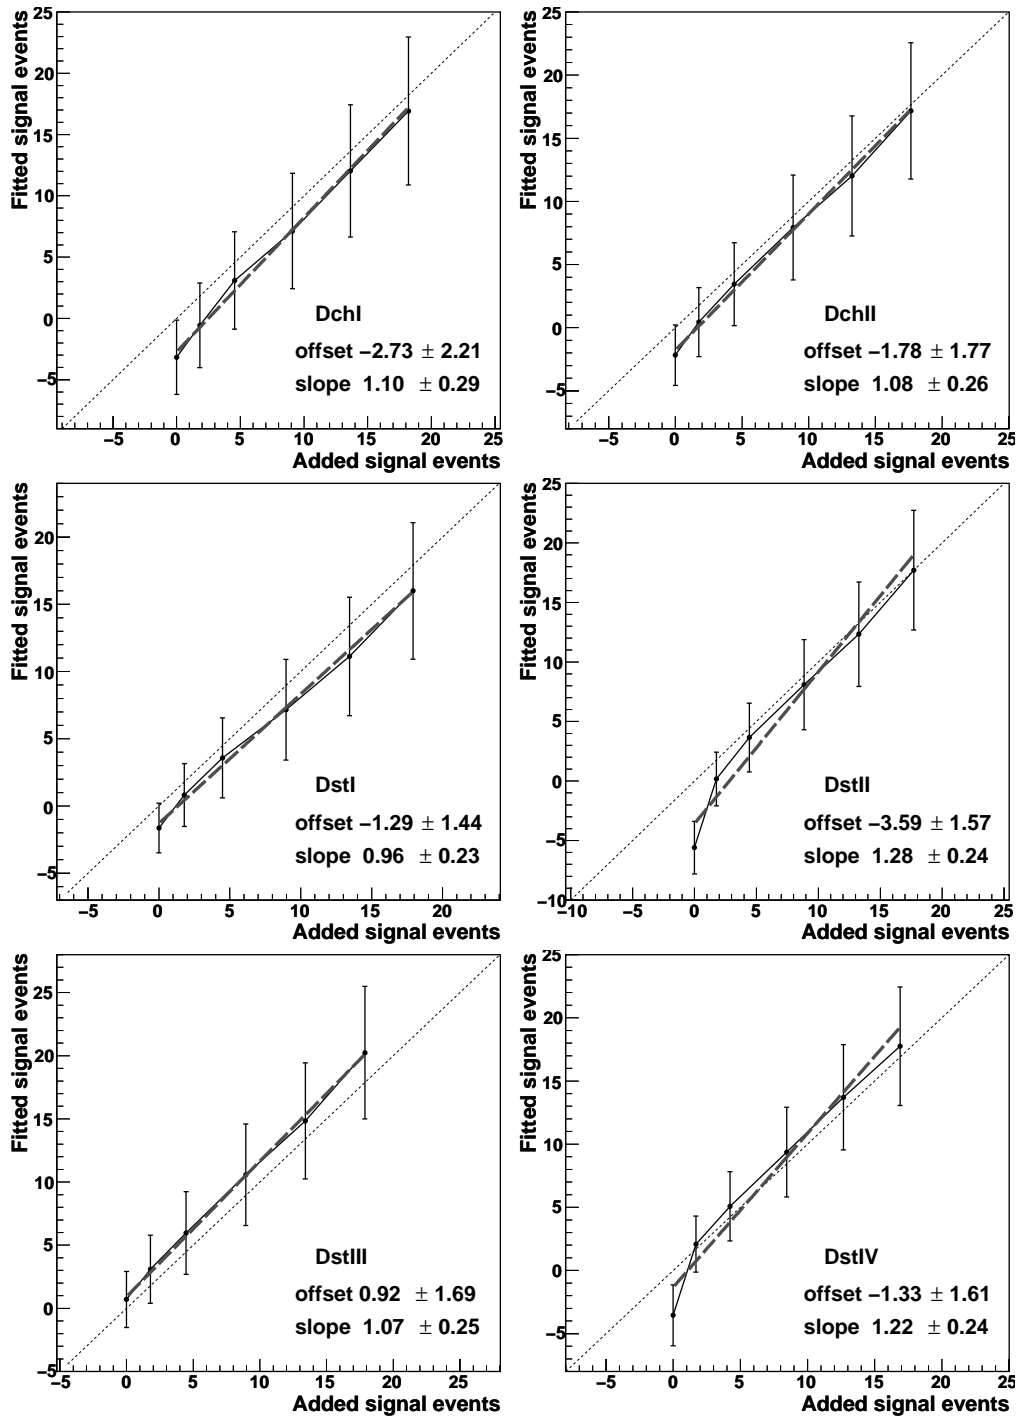 Fitted signal events
25
20
15
10
5
0
−5
DchI
offset −2.73 ± 2.21
slope 1.10 ± 0.29
−5 0 5 10 15 20 25
Added signal events
Fitted signal events
25
20
15
10
5
0
−5
DchII
offset −1.78 ± 1.77
slope 1.08 ± 0.26
−5 0 5 10 15 20 25
Added signal events
Fitted signal events
20
15
10
5
0
−5
DstI
offset −1.29 ± 1.44
slope 0.96 ± 0.23
−5 0 5 10 15 20
Added signal events
Fitted signal events
25
20
15
10
5
0
−5
−10
DstII
offset −3.59 ± 1.57
slope 1.28 ± 0.24
−10 −5 0 5 10 15 20 25
Added signal events
Fitted signal events
25
20
15
10
5
0
−5
DstIII
offset 0.92 ± 1.69
slope 1.07 ± 0.25
−5 0 5 10 15 20 25
Added signal events
Fitted signal events
25
20
15
10
5
0
−5
DstIV
offset −1.33 ± 1.61
slope 1.22 ± 0.24
−5 0 5 10 15 20 25
Added signal events